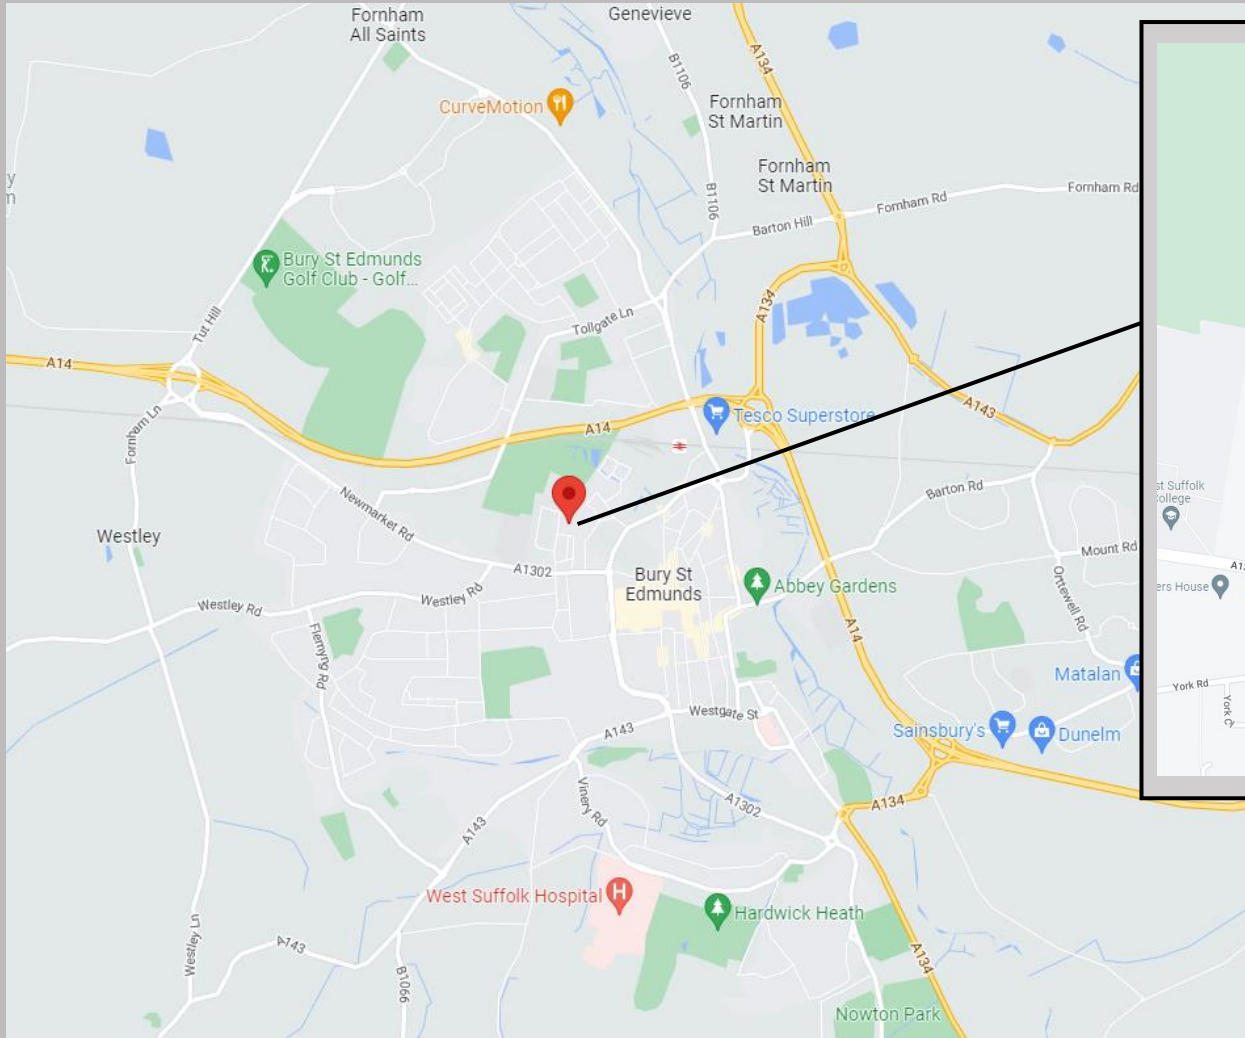 Fornham
All Saints
Genevieve
A134
B1106
CurveMotion
Fornham
St Martin
Fornham
St Martin
B1106
Fornham Rd
Fornham Rd
Barton Hill
Bury St Edmunds
Golf Club - Golf...
A134
Tut Hill
Tollgate Ln
A14
Tesco Superstore
A143
A14
Fornham Ln
Newmarket Rd
Barton Rd
st Suffolk
College
Westley
Mount Rd
A1302
Bury St
Edmunds
Abbey Gardens
ers House
Westley Rd
Westley Rd
Orttewell Rd
A14
Flemyng Rd
Matalan
York Rd
York C
Westgate St
A143
Sainsbury's
Dunelm
Vinery Rd
A1302
A134
A143
West Suffolk Hospital
H
Hardwick Heath
Westley Ln
A143
A134
B1066
Nowton Park